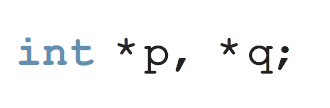 int *p, *q;